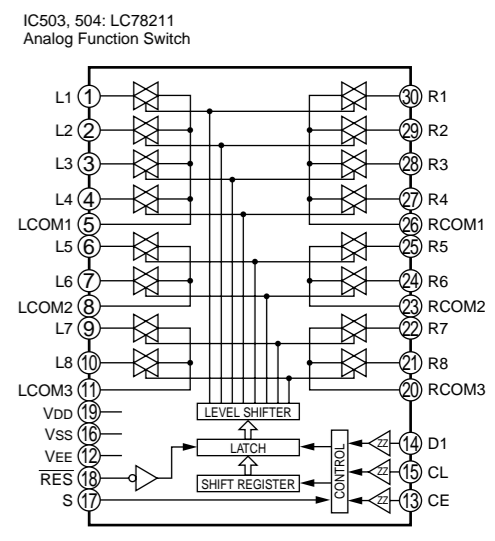 IC503, 504: LC78211
Analog Function Switch
L1 1 30 R1
L2 2 29 R2
L3 3 28 R3
L4 4 27 R4
LCOM1 5 26 RCOM1
L5 6 25 R5
L6 7 24 R6
LCOM2 8 23 RCOM2
L7 9 22 R7
L8 10 21 R8
LCOM3 11 20 RCOM3
VDD 19
LEVEL SHIFTER
VSS 16
VEE 12
LATCH
CONTROL
ZZ 14 D1
RES 18
ZZ 15 CL
SHIFT REGISTER
S 17
ZZ 13 CE